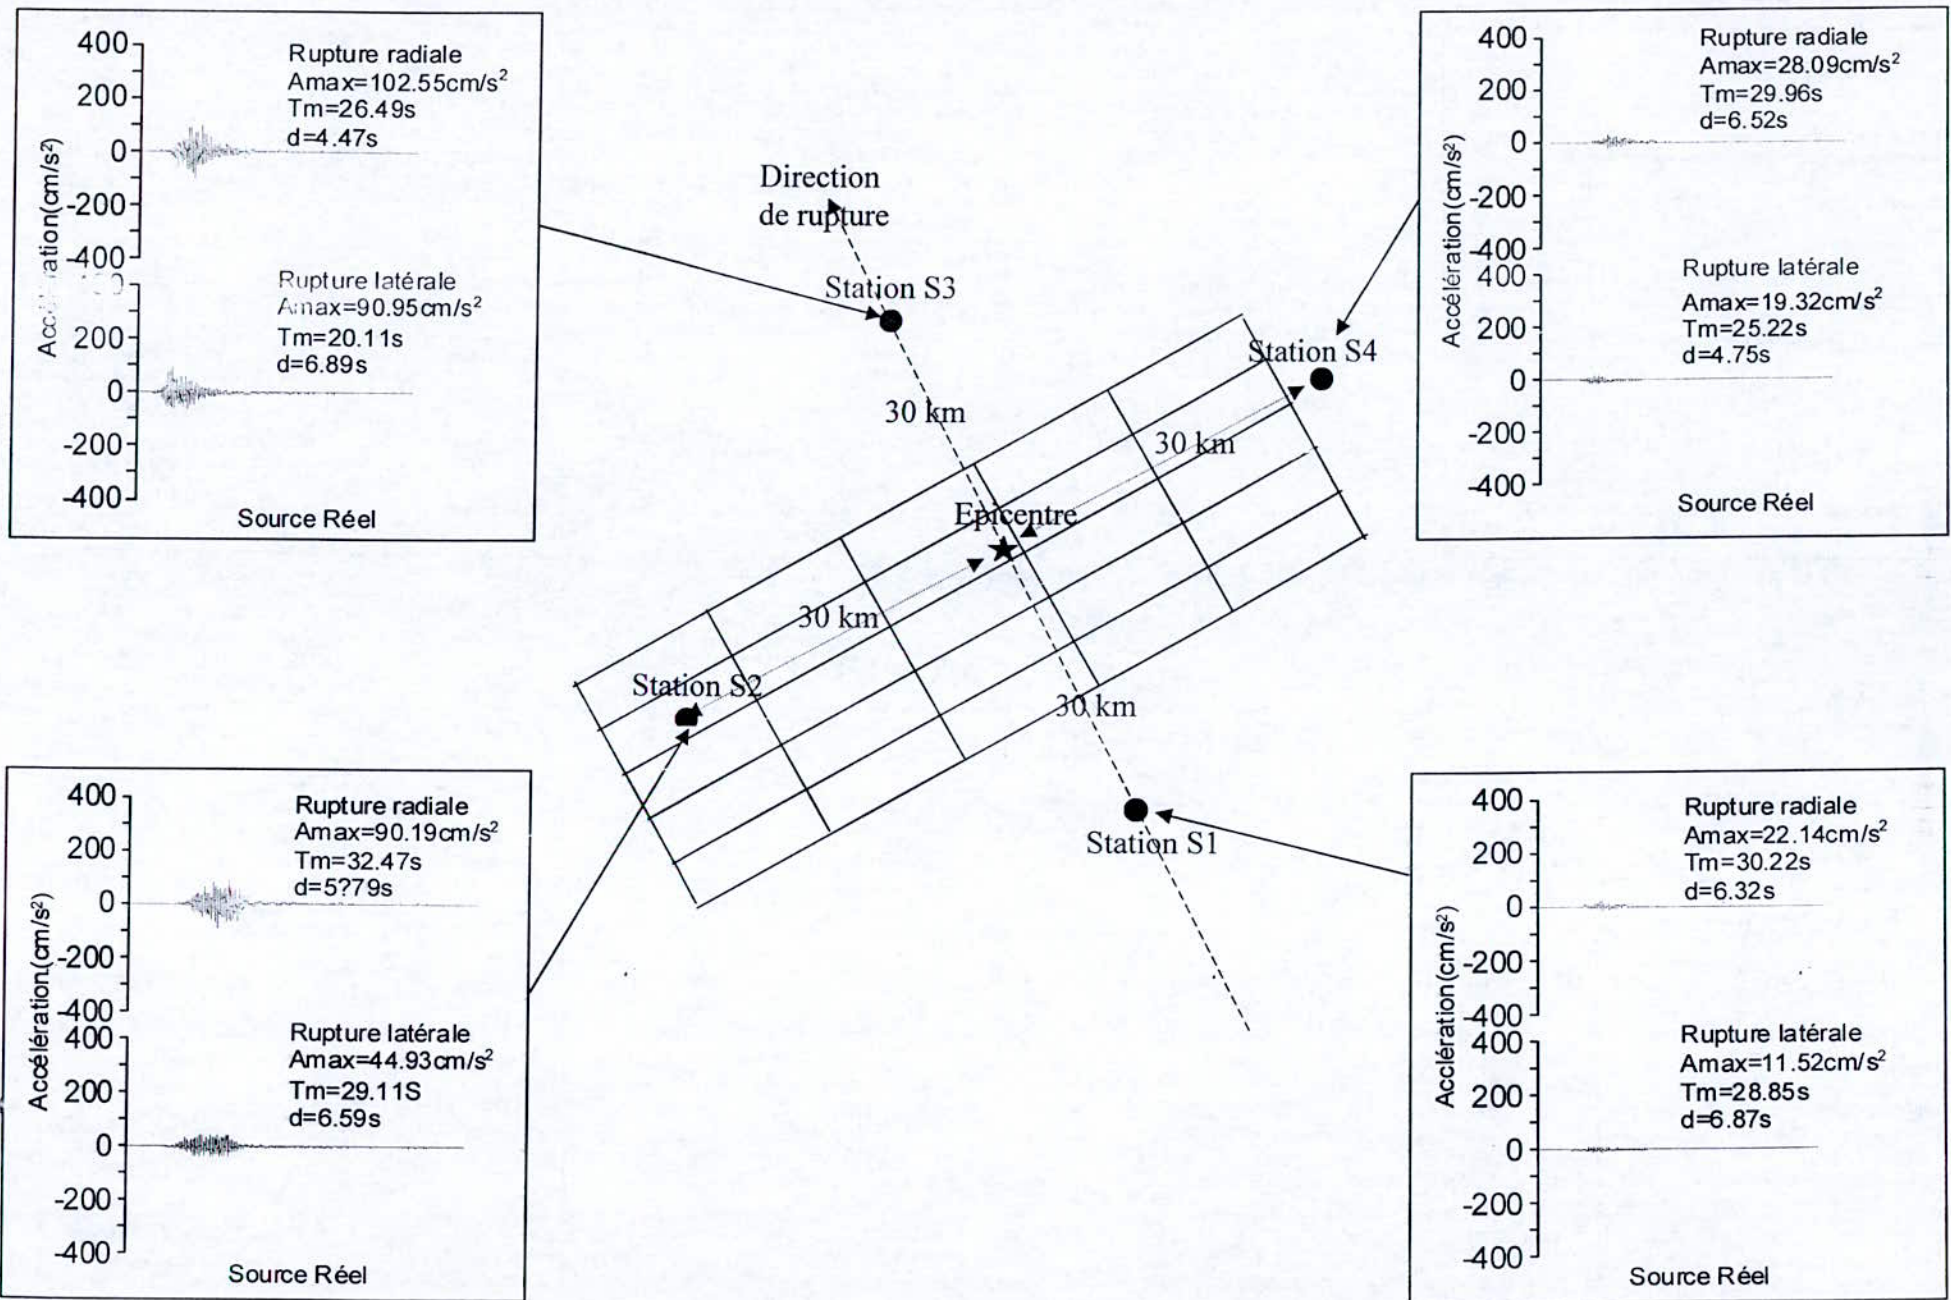 400
200
0
-200
-400
Accélération(cm/s²)
Rupture radiale
Amax=102.55cm/s²
Tm=26.49s
d=4.47s
200
0
-200
-400
Rupture latérale
Amax=90.95cm/s²
Tm=20.11s
d=6.89s
Source Réel
Direction
de rupture
Station S3
30 km
Station S4
30 km
Epicentre
30 km
Station S2
30 km
Station S1
400
200
0
-200
-400
Accélération(cm/s²)
Rupture radiale
Amax=28.09cm/s²
Tm=29.96s
d=6.52s
400
200
0
-200
-400
Rupture latérale
Amax=19.32cm/s²
Tm=25.22s
d=4.75s
Source Réel
400
200
0
-200
-400
Accélération(cm/s²)
Rupture radiale
Amax=90.19cm/s²
Tm=32.47s
d=5?79s
400
200
0
-200
-400
Rupture latérale
Amax=44.93cm/s²
Tm=29.11S
d=6.59s
Source Réel
400
200
0
-200
-400
Acclération(cm/s²)
Rupture radiale
Amax=22.14cm/s²
Tm=30.22s
d=6.32s
400
200
0
-200
-400
Rupture latérale
Amax=11.52cm/s²
Tm=28.85s
d=6.87s
Source Réel